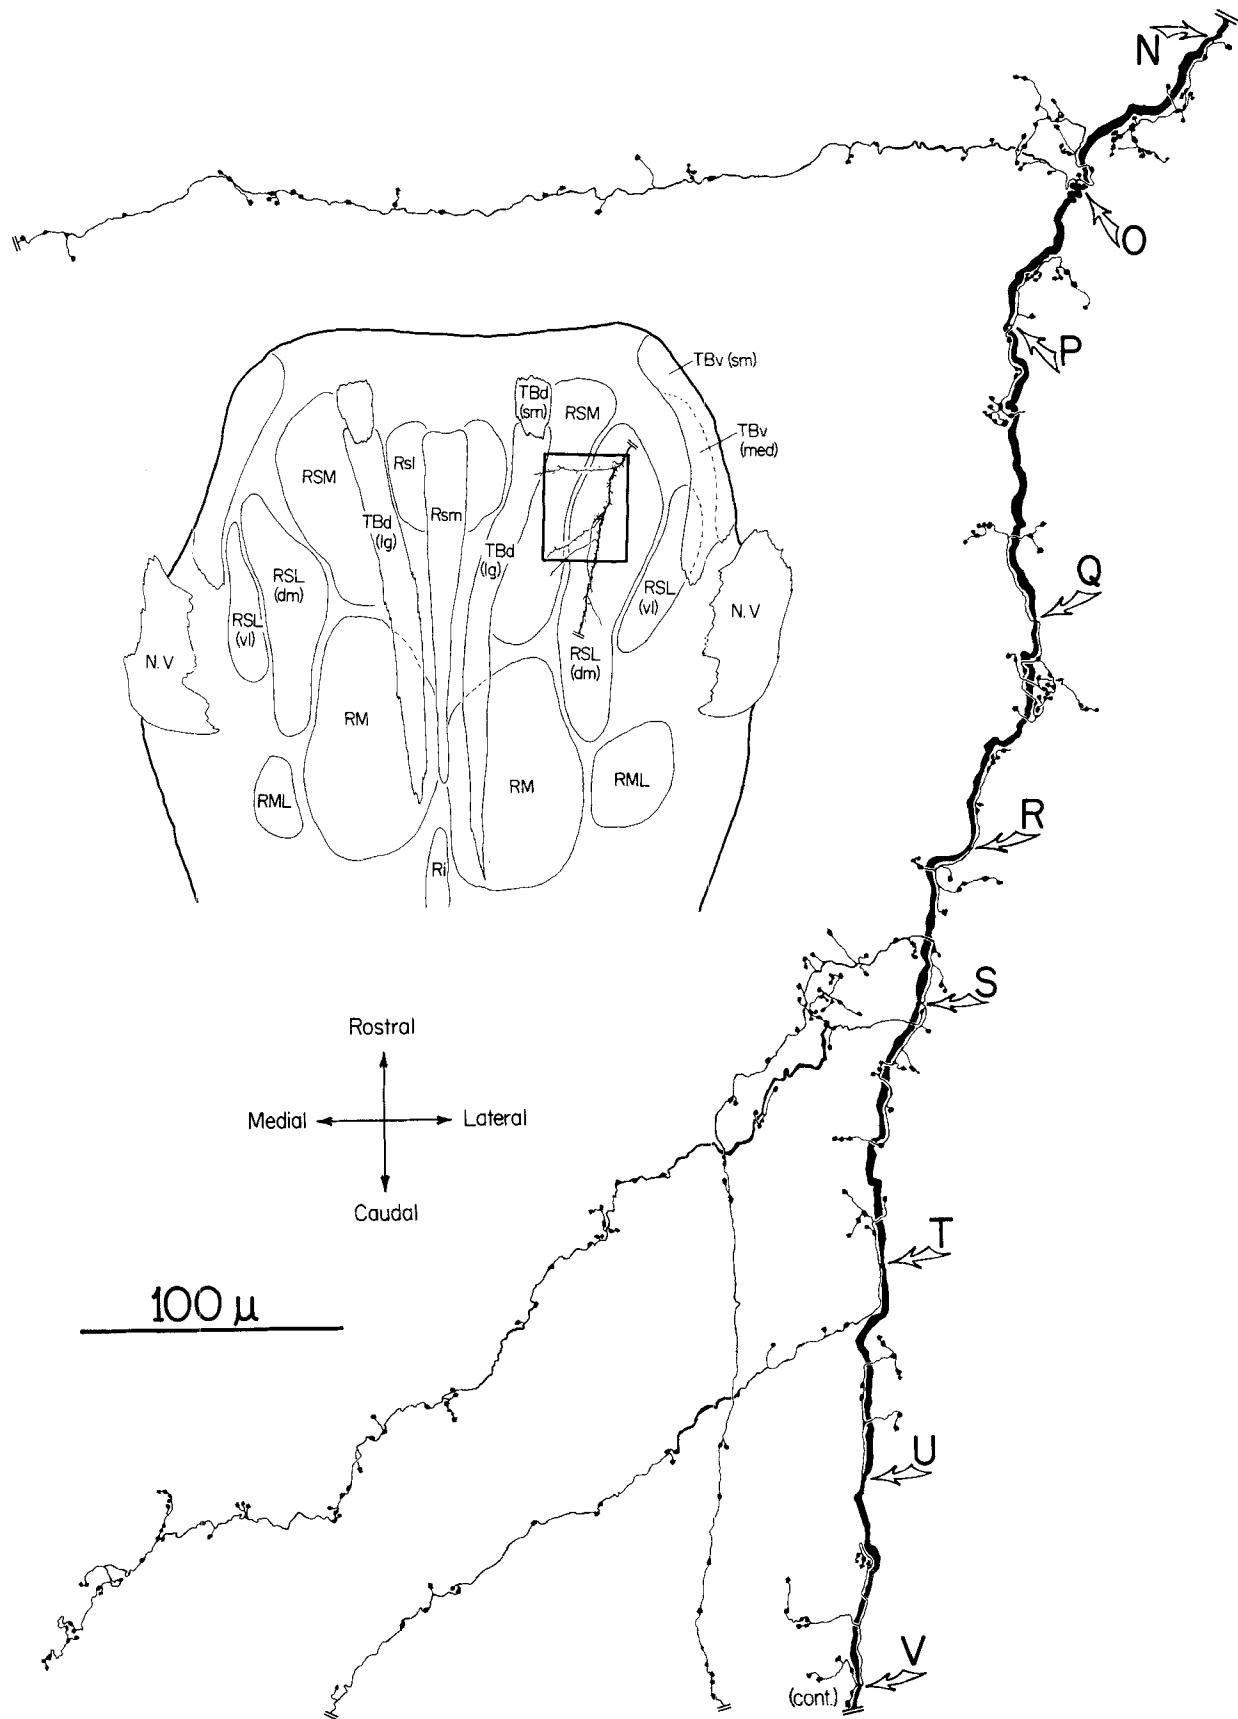 N
O
P
TBv (sm)
TBd
(sm)
RSM
TBv
(med)
RSM
Rsl
Rsm
TBd
(lg)
TBd
(lg)
Q
RSL
(dm)
RSL
(vl)
RSL
(vl)
N.V
N.V
RSL
(dm)
RM
RM
RML
RML
R
Ri
S
Rostral
Medial
Lateral
Caudal
T
100 µ
U
V
(cont.)